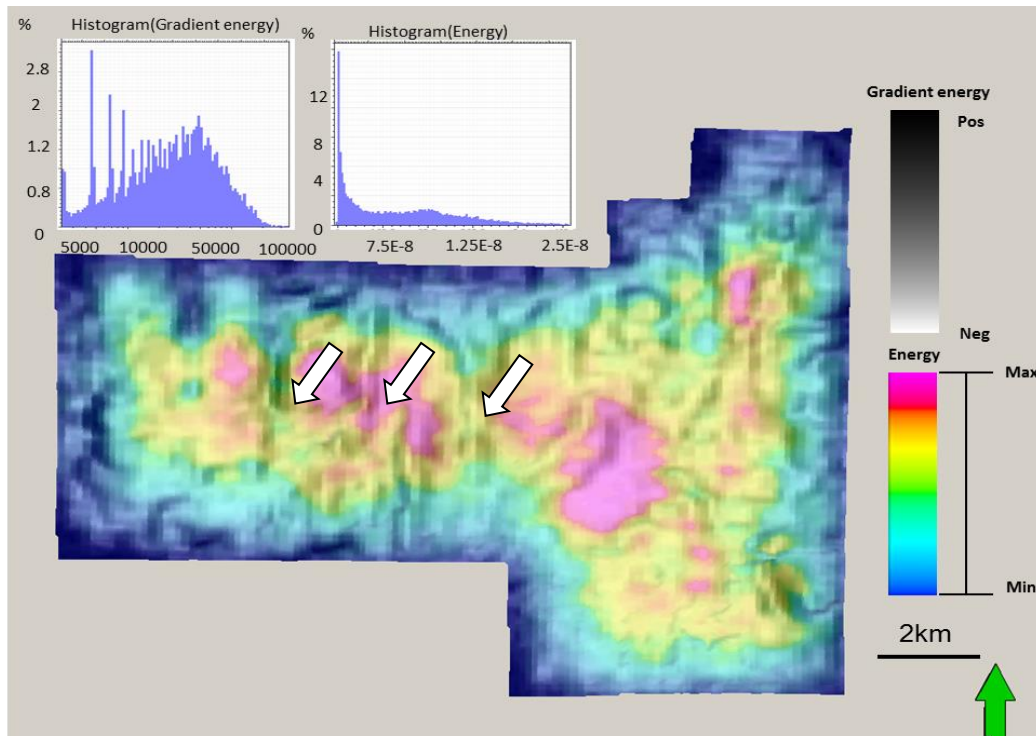 % Histogram(Gradient energy)
2.8
2
1.2
0.8
0
5000 10000 50000 100000
% Histogram(Energy)
12
8
4
0
7.5E-8 1.25E-8 2.5E-8
Gradient energy
Pos
Neg
Energy
Max
Min
2km